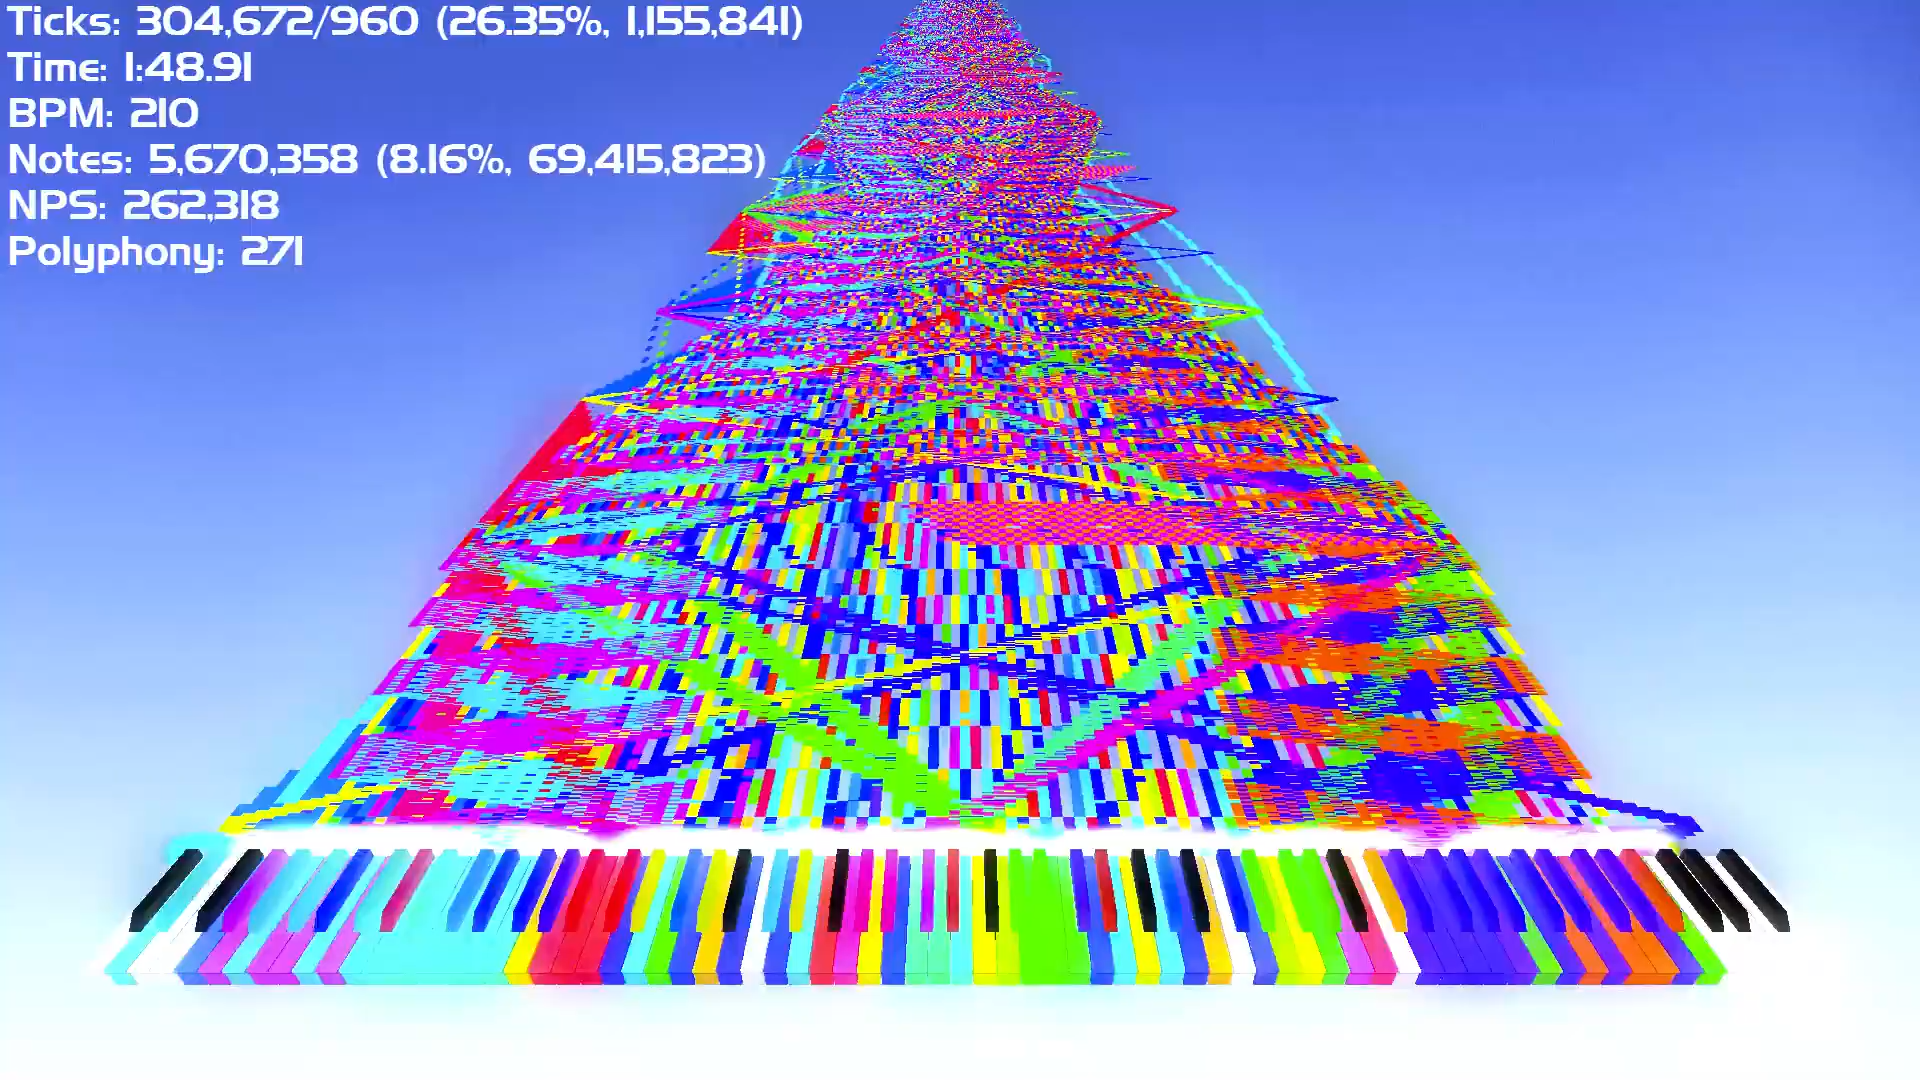 Ticks: 304,672/960 (26.35%, 1,155,841)
Time: 1:48.91
BPM: 210
Notes: 5,670,358 (8.16%, 69,415,823)
NPS: 262,318
Polyphony: 271